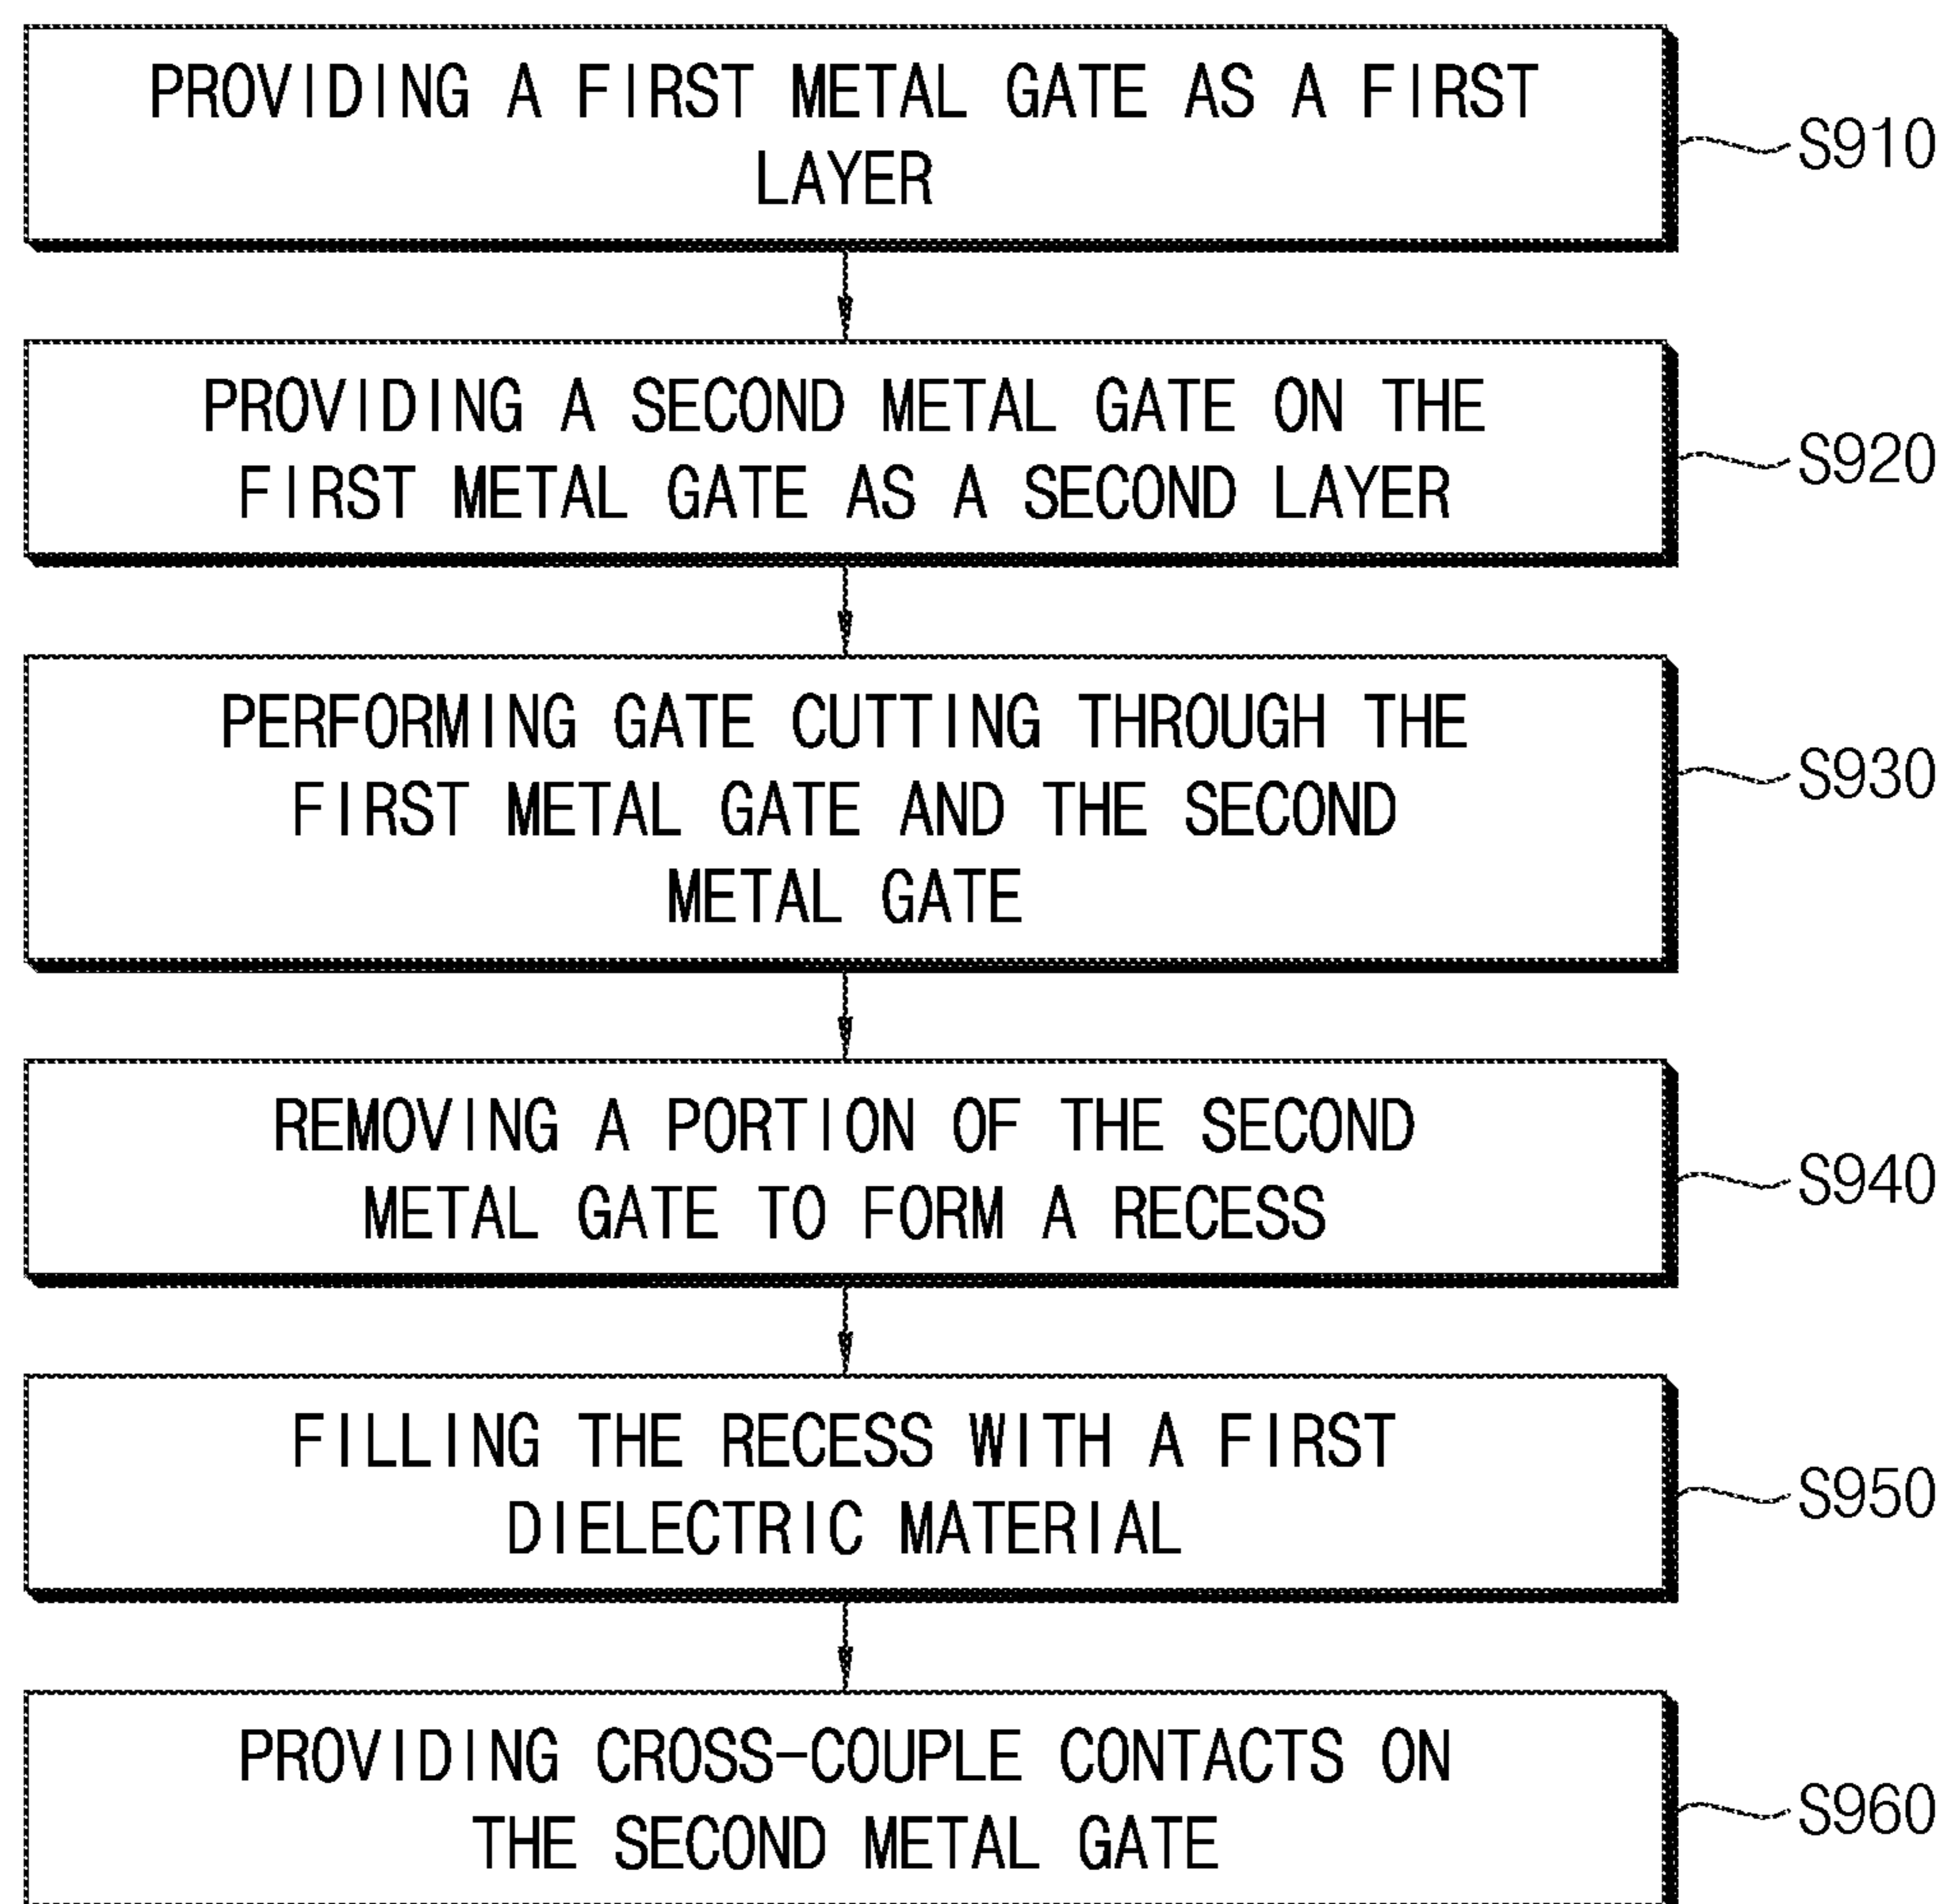 PROVIDING A FIRST METAL GATE AS A FIRST
LAYER
S910
PROVIDING A SECOND METAL GATE ON THE
FIRST METAL GATE AS A SECOND LAYER
S920
PERFORMING GATE CUTTING THROUGH THE
FIRST METAL GATE AND THE SECOND
METAL GATE
S930
REMOVING A PORTION OF THE SECOND
METAL GATE TO FORM A RECESS
S940
FILLING THE RECESS WITH A FIRST
DIELECTRIC MATERIAL
S950
PROVIDING CROSS-COUPLE CONTACTS ON
THE SECOND METAL GATE
S960